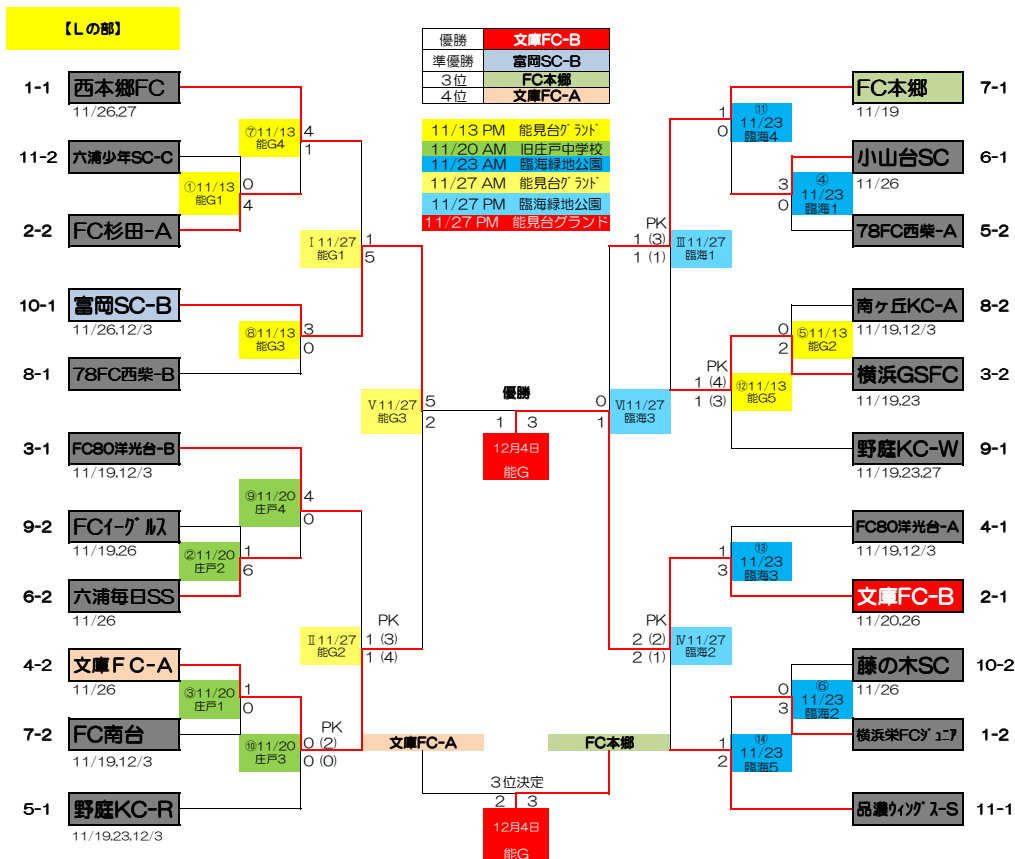 【Lの部】
優勝 文庫FC-B
準優勝 富岡SC-B
3位 FC本郷
4位 文庫FC-A
11/13 PM 能見台グランド
11/20 AM 旧庄戸中学校
11/23 AM 臨海緑地公園
11/27 AM 能見台グランド
11/27 PM 臨海緑地公園
11/27 PM 能見台グランド
1-1 西本郷FC
11/26,27
⑦11/13 能G4
4
1
11-2 六浦少年SC-C
①11/13 能G1
0
4
2-2 FC杉田-A
Ⅰ11/27 能G1
1
5
10-1 富岡SC-B
11/26,12/3
⑧11/13 能G3
3
0
8-1 78FC西柴-B
Ⅴ11/27 能G3
5
2
3-1 FC80洋光台-B
11/19,12/3
⑨11/20 庄戸4
4
0
9-2 FCイーグルス
11/19,26
②11/20 庄戸2
1
6
6-2 六浦毎日SS
11/26
Ⅱ11/27 能G2
PK
1 (3)
1 (4)
4-2 文庫FC-A
11/26
③11/20 庄戸1
1
0
7-2 FC南台
11/19,12/3
⑩11/20 庄戸3
PK
0 (2)
0 (0)
5-1 野庭KC-R
11/19,23,12/3
優勝
1 3
12月4日
能G
文庫FC-A
FC本郷
3位決定
2 3
12月4日
能G
FC本郷 7-1
11/19
1
0
⑪
11/23
臨海4
小山台SC 6-1
11/26
3
0
④
11/23
臨海1
78FC西柴-A 5-2
PK
1 (3)
1 (1)
Ⅲ11/27
臨海1
南ヶ丘KC-A 8-2
11/19,12/3
0
2
⑤11/13
能G2
横浜GSFC 3-2
11/19,23
PK
1 (4)
1 (3)
⑫11/13
能G5
野庭KC-W 9-1
11/19,23,27
0
1
Ⅵ11/27
臨海3
FC80洋光台-A 4-1
11/19,12/3
1
3
⑬
11/23
臨海3
文庫FC-B 2-1
11/20,26
PK
2 (2)
2 (1)
Ⅳ11/27
臨海2
藤の木SC 10-2
11/26
0
3
⑥
11/23
臨海2
横浜栄FCジュニア 1-2
1
2
⑭
11/23
臨海5
品濃ウィングス-S 11-1